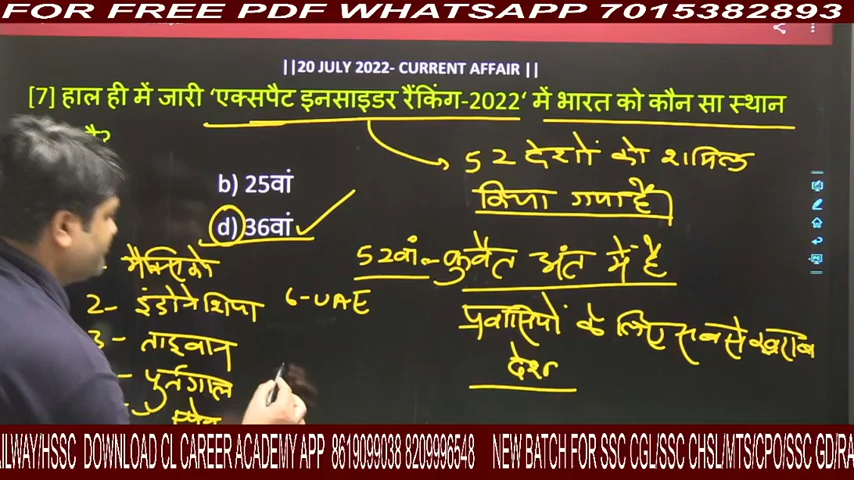 FOR FREE PDF WHATSAPP 7015382893
||20 JULY 2022- CURRENT AFFAIR ||
[7] हाल ही में जारी 'एक्सपैट इनसाइडर रैंकिंग-2022' में भारत को कौन सा स्थान
है?
b) 25वां
d) 36वां
52 देशों को शामिल
किया गया है
52वां - कुवैत अंत में है
प्रवासियों के लिए सबसे खराब
देश
- मैक्सिको
2- इंडोनेशिया 6-UAE
3- ताइवान
- पुर्तगाल
स्पेन
AILWAY/HSSC DOWNLOAD CL CAREER ACADEMY APP 8619099038 8209996548 NEW BATCH FOR SSC CGL/SSC CHSL/MTS/CPO/SSC GD/RA